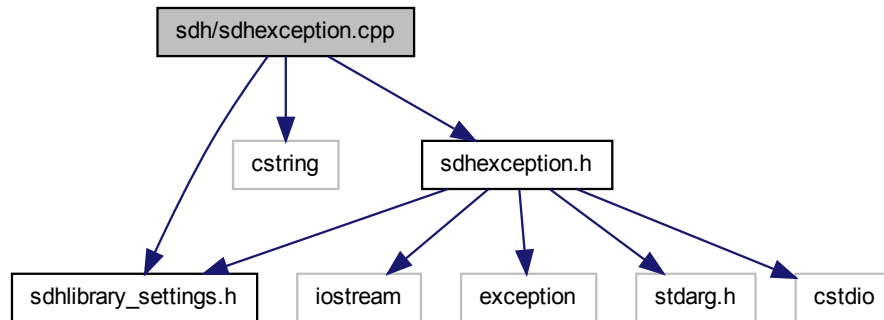 sdh/sdhexception.cpp
cstring
sdhexception.h
sdhlibrary_settings.h
iostream
exception
stdarg.h
cstdio